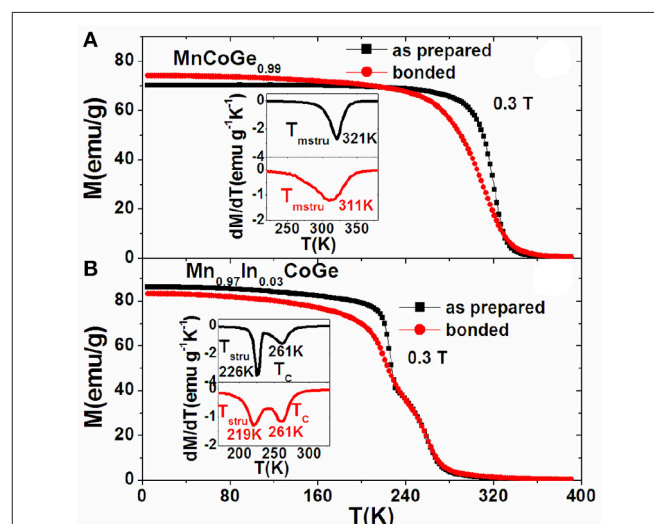 A
80
60
40
20
0
M(emu/g)
MnCoGe0.99
as prepared
bonded
0.3 T
0
-2
-4
Tmstru 321K
0
-1
-2
Tmstru 311K
dM/dT(emu g-1K-1)
250 300 350
T(K)
B
80
60
40
20
0
M(emu/g)
Mn0.97In0.03CoGe
as prepared
bonded
0.3 T
0
-2
-4
Tstru 261K
226K TC
0
-1
-2
Tstru TC
219K 261K
dM/dT(emu g-1K-1)
200 250 300
T(K)
0 80 160 240 320 400
T(K)